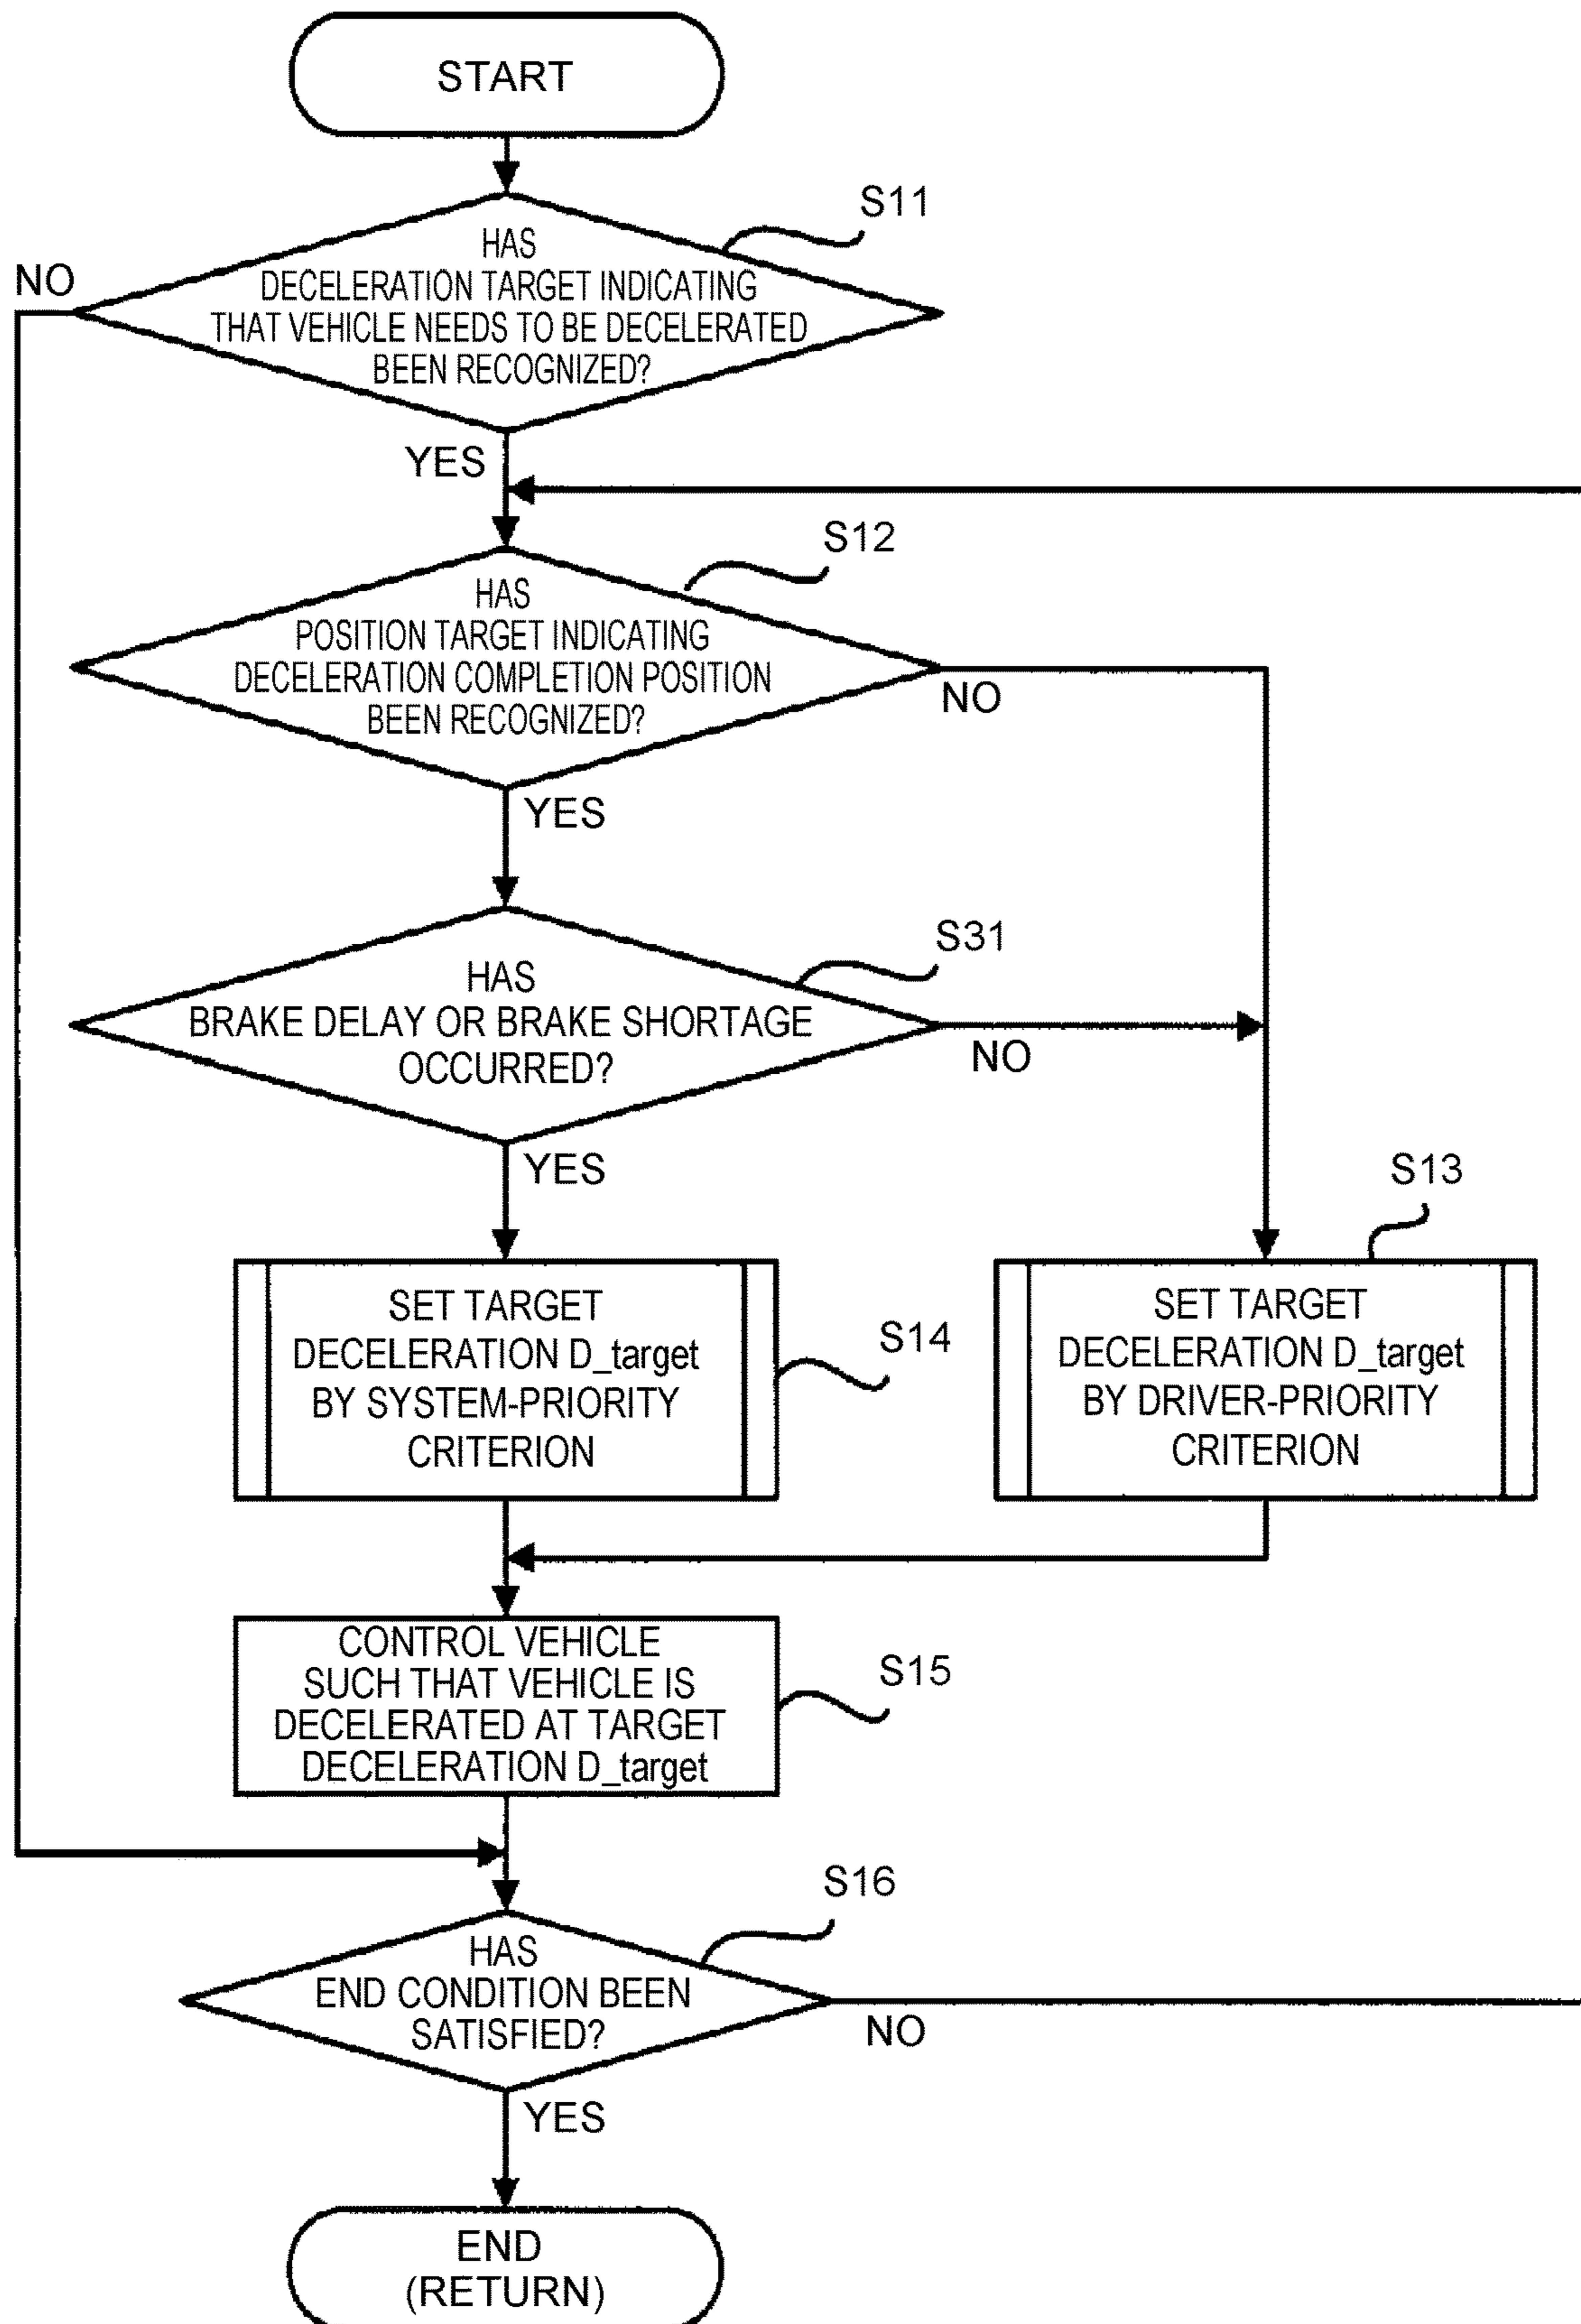 START
S11
HAS
DECELERATION TARGET INDICATING
THAT VEHICLE NEEDS TO BE DECELERATED
BEEN RECOGNIZED?
NO
YES
S12
HAS
POSITION TARGET INDICATING
DECELERATION COMPLETION POSITION
BEEN RECOGNIZED?
NO
YES
S31
HAS
BRAKE DELAY OR BRAKE SHORTAGE
OCCURRED?
NO
YES
S14
SET TARGET
DECELERATION D_target
BY SYSTEM-PRIORITY
CRITERION
S13
SET TARGET
DECELERATION D_target
BY DRIVER-PRIORITY
CRITERION
S15
CONTROL VEHICLE
SUCH THAT VEHICLE IS
DECELERATED AT TARGET
DECELERATION D_target
S16
HAS
END CONDITION BEEN
SATISFIED?
NO
YES
END
(RETURN)